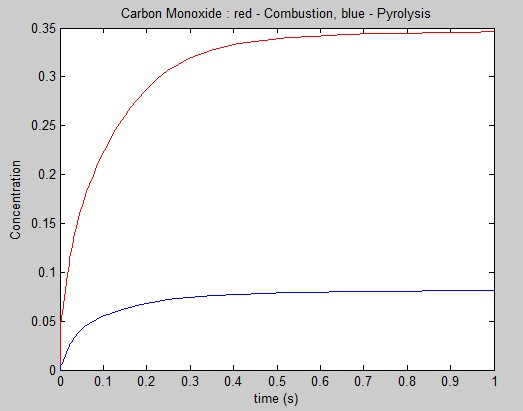 Carbon Monoxide : red - Combustion, blue - Pyrolysis
0.35
0.3
0.25
0.2
0.15
0.1
0.05
0
Concentration
0 0.1 0.2 0.3 0.4 0.5 0.6 0.7 0.8 0.9 1
time (s)